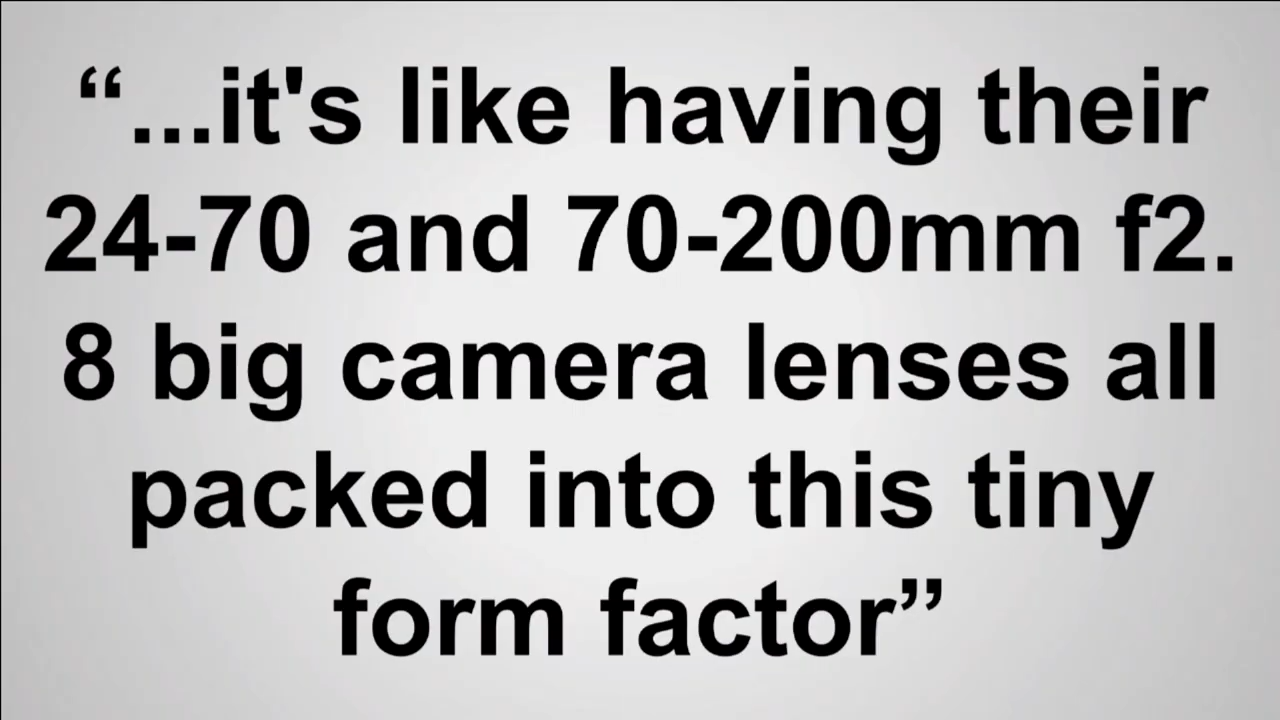 “...it's like having their
24-70 and 70-200mm f2.
8 big camera lenses all
packed into this tiny
form factor”